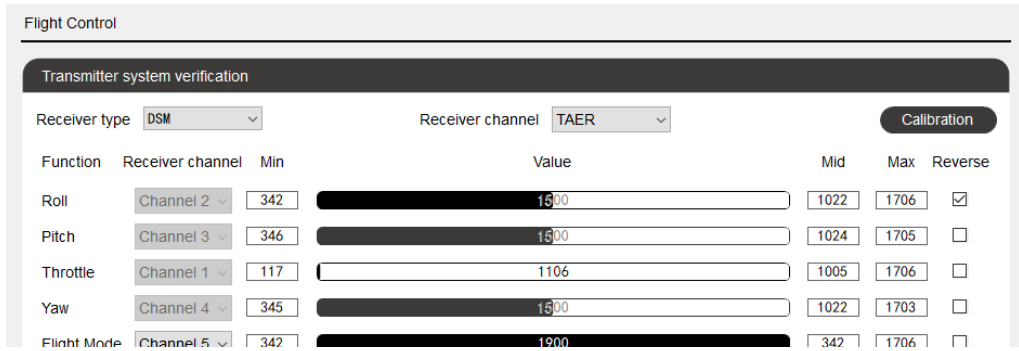 Flight Control
Transmitter system verification
Receiver type DSM Receiver channel TAER Calibration
Function Receiver channel Min Value Mid Max Reverse
Roll Channel 2 342 1500 1022 1706
Pitch Channel 3 346 1500 1024 1705
Throttle Channel 1 117 1106 1005 1706
Yaw Channel 4 345 1500 1022 1703
Flight Mode Channel 5 342 1900 342 1706